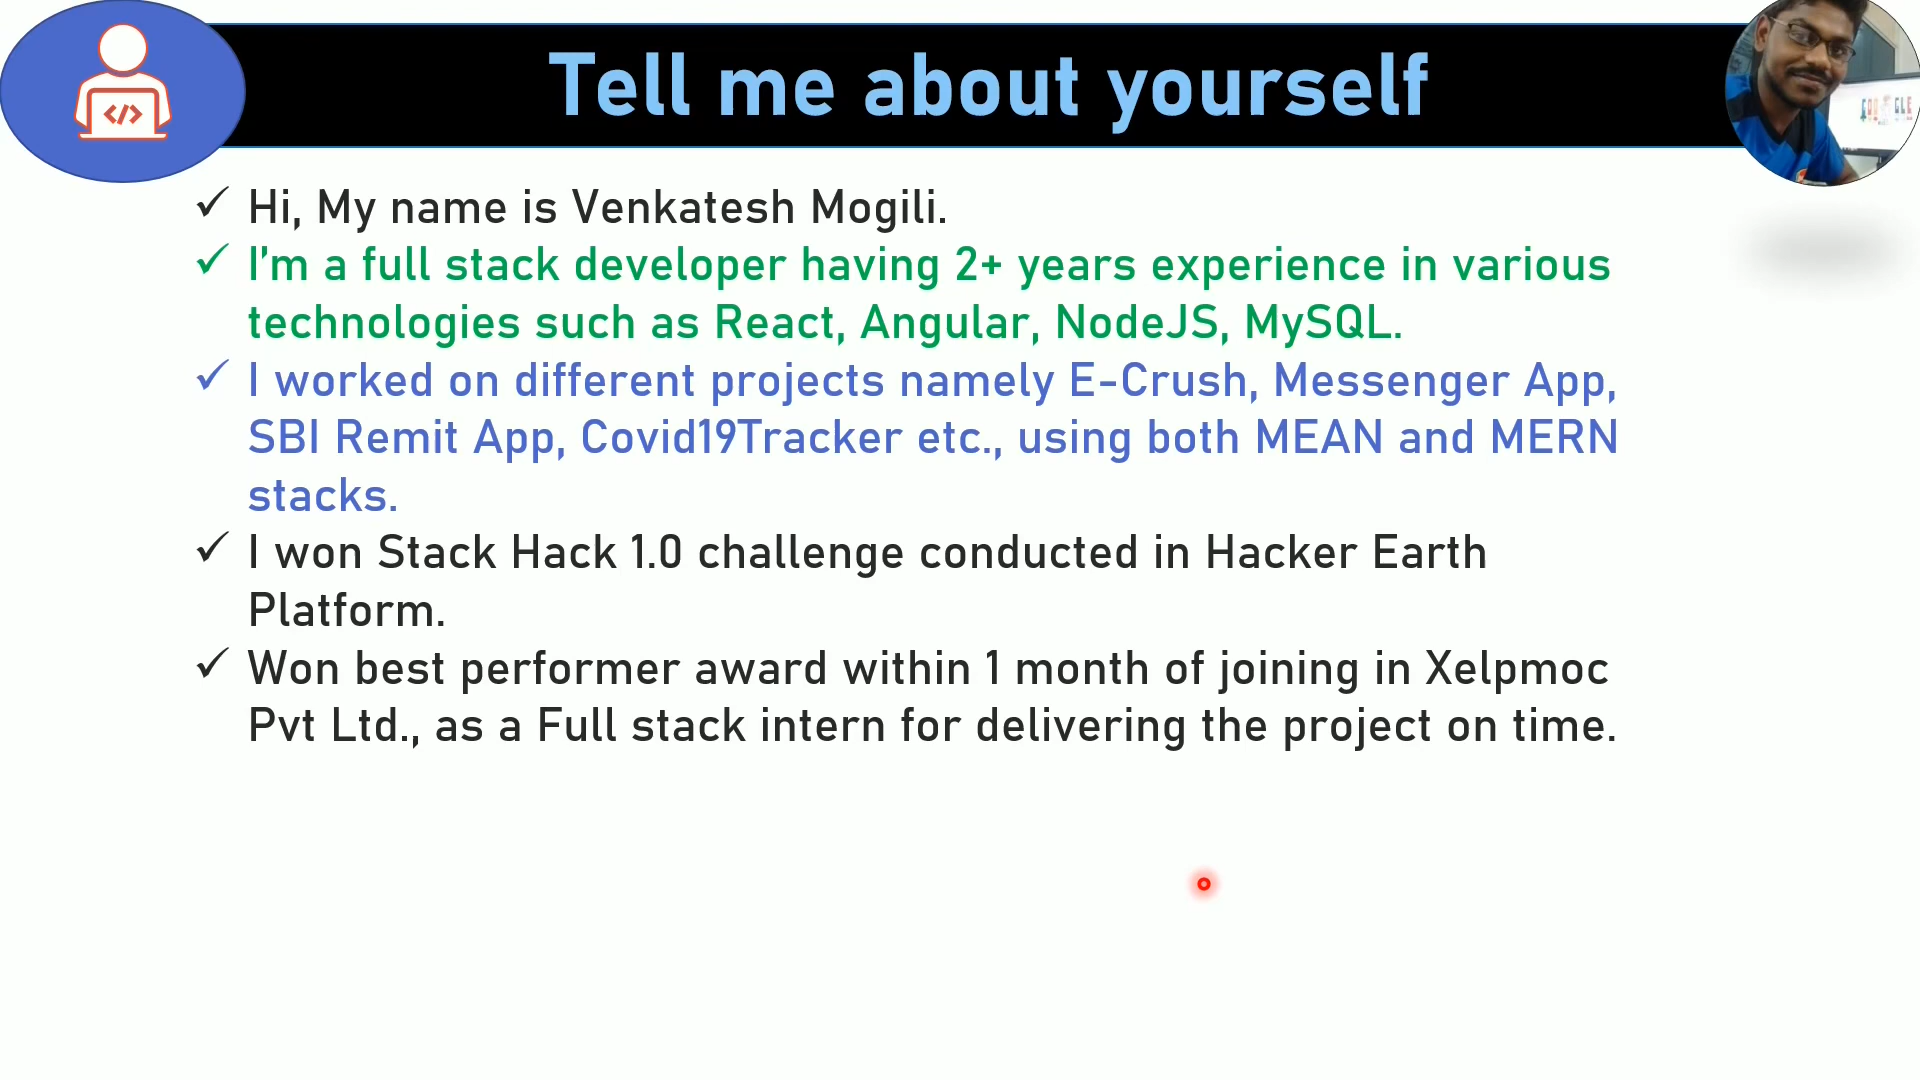 Tell me about yourself
</>
GOOGLE
✓ Hi, My name is Venkatesh Mogili.
✓ I'm a full stack developer having 2+ years experience in various
technologies such as React, Angular, NodeJS, MySQL.
✓ I worked on different projects namely E-Crush, Messenger App,
SBI Remit App, Covid19Tracker etc., using both MEAN and MERN
stacks.
✓ I won Stack Hack 1.0 challenge conducted in Hacker Earth
Platform.
✓ Won best performer award within 1 month of joining in Xelpmoc
Pvt Ltd., as a Full stack intern for delivering the project on time.